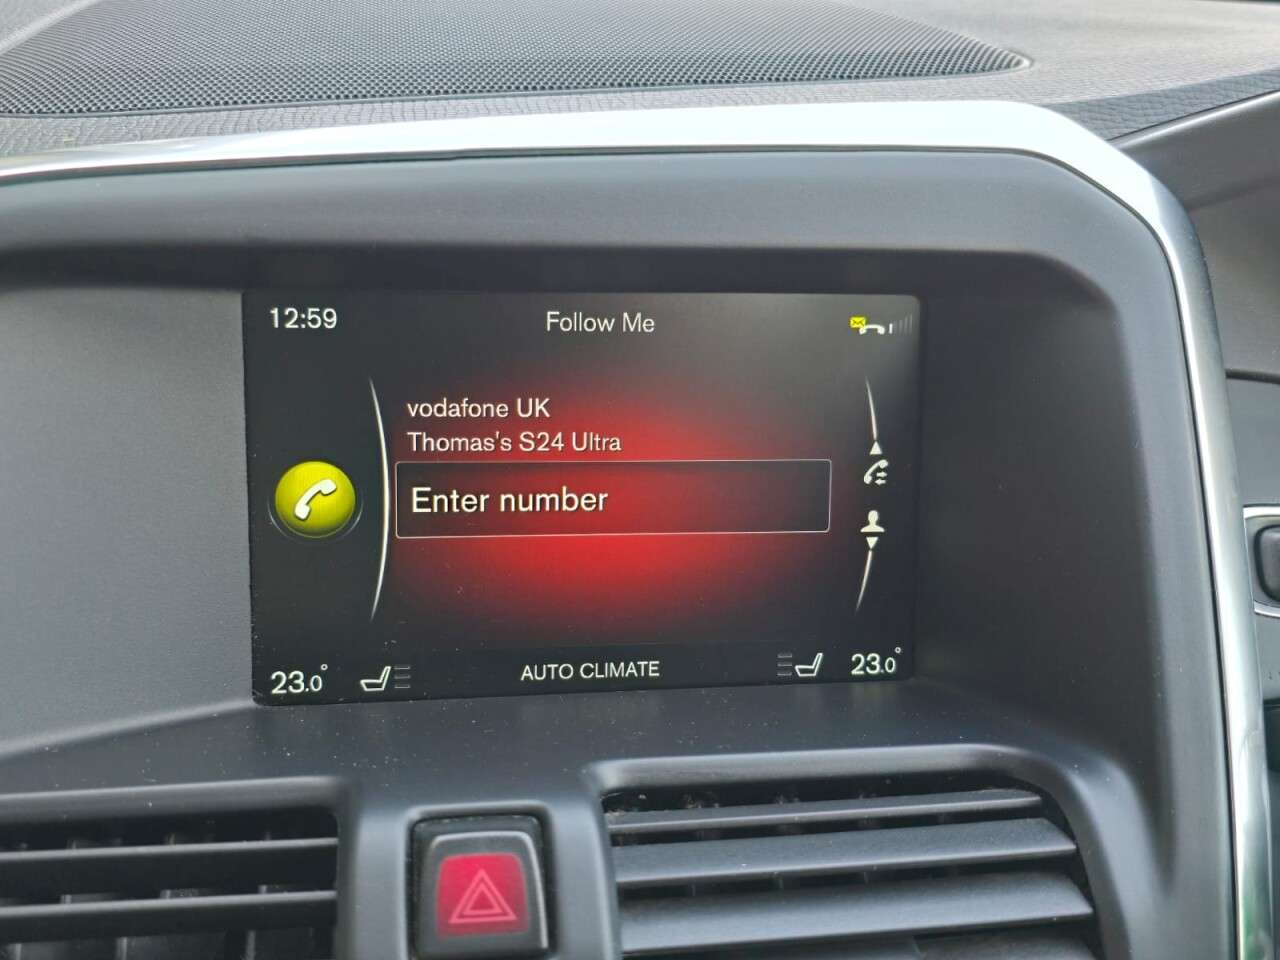 12:59
Follow Me
vodafone UK
Thomas's S24 Ultra
Enter number
23.0°
AUTO CLIMATE
23.0°